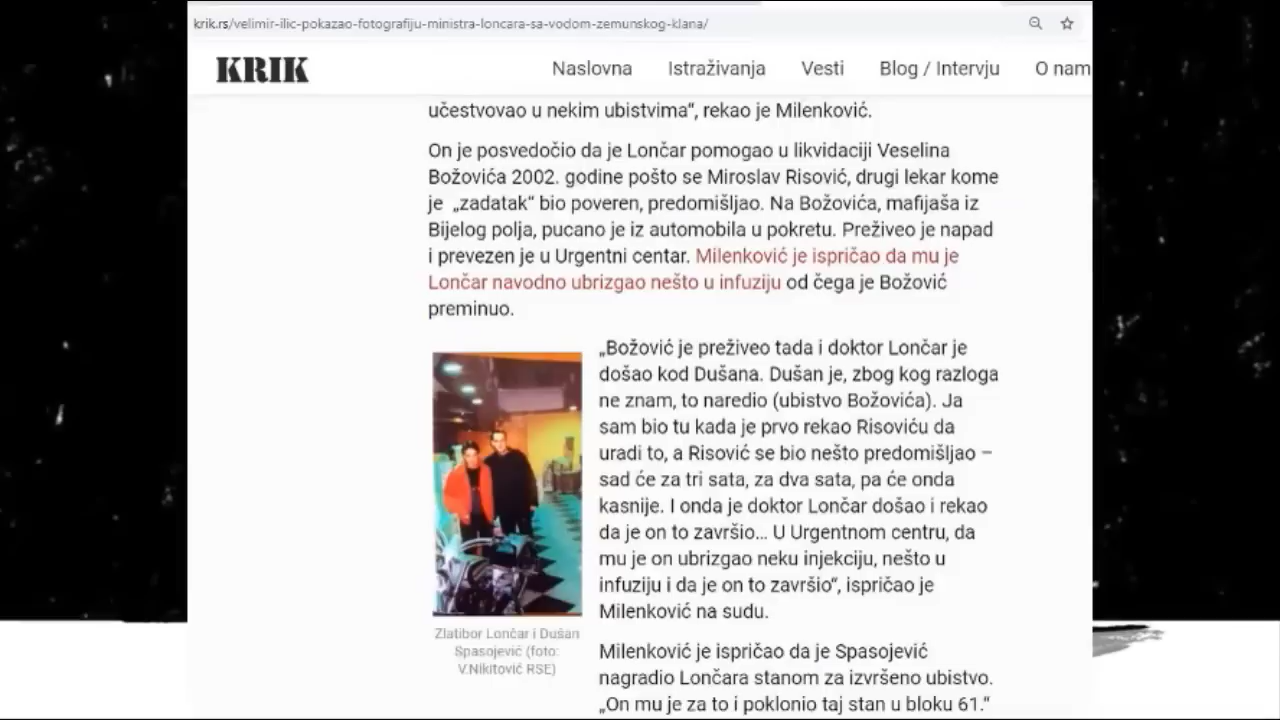 krik.rs/velimir-ilic-pokazao-fotografiju-ministra-loncara-sa-vodom-zemunskog-klana/
KRIK
Naslovna Istraživanja Vesti Blog / Intervju O nam
učestvovao u nekim ubistvima“, rekao je Milenković.
On je posvedočio da je Lončar pomogao u likvidaciji Veselina
Božovića 2002. godine pošto se Miroslav Risović, drugi lekar kome
je „zadatak“ bio poveren, predomišljao. Na Božovića, mafijaša iz
Bijelog polja, pucano je iz automobila u pokretu. Preživeo je napad
i prevezen je u Urgentni centar. Milenković je ispričao da mu je
Lončar navodno ubrizgao nešto u infuziju od čega je Božović
preminuo.
„Božović je preživeo tada i doktor Lončar je
došao kod Dušana. Dušan je, zbog kog razloga
ne znam, to naredio (ubistvo Božovića). Ja
sam bio tu kada je prvo rekao Risoviću da
uradi to, a Risović se bio nešto predomišljao –
sad će za tri sata, za dva sata, pa će onda
kasnije. I onda je doktor Lončar došao i rekao
da je on to završio… U Urgentnom centru, da
mu je on ubrizgao neku injekciju, nešto u
infuziju i da je on to završio“, ispričao je
Milenković na sudu.
Zlatibor Lončar i Dušan
Spasojević (foto:
V.Nikitović RSE)
Milenković je ispričao da je Spasojević
nagradio Lončara stanom za izvršeno ubistvo.
„On mu je za to i poklonio taj stan u bloku 61.“